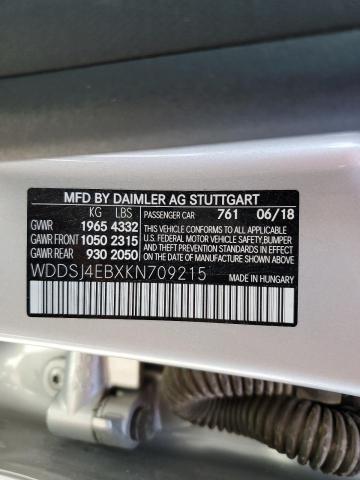 MFD BY DAIMLER AG STUTTGART
KG LBS PASSENGER CAR 761 06/18
GVWR 1965 4332 THIS VEHICLE CONFORMS TO ALL APPLICABLE
GAWR FRONT 1050 2315 U.S. FEDERAL MOTOR VEHICLE SAFETY,BUMPER
GAWR REAR 930 2050 AND THEFT PREVENTION STANDARDS IN EFFECT ON THE DATE OF MANUFACTURE SHOWN ABOVE
WDDSJ4EBXKN709215 MADE IN HUNGARY